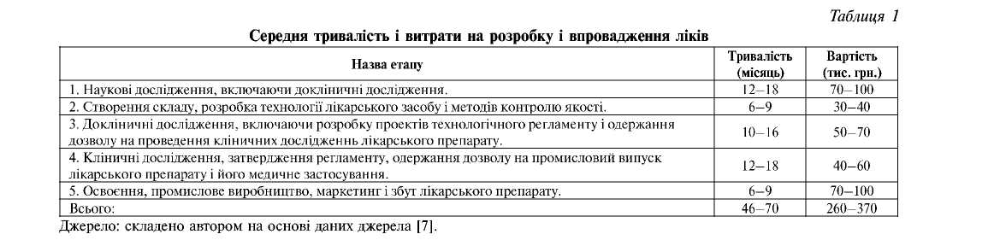 Таблиця 1
Середня тривалість і витрати на розробку і впровадження ліків
Назва етапу
Тривалість
(місяць)
Вартість
(тис. грн.)
1. Наукові дослідження, включаючи доклінічні дослідження.
12–18
70–100
2. Створення складу, розробка технології лікарського засобу і методів контролю якості.
6–9
30–40
3. Доклінічні дослідження, включаючи розробку проектів технологічного регламенту і одержання
дозволу на проведення клінічних дослідженнь лікарського препарату.
10–16
50–70
4. Клінічні дослідження, затвердження регламенту, одержання дозволу на промисловий випуск
лікарського препарату і його медичне застосування.
12–18
40–60
5. Освоєння, промислове виробництво, маркетинг і збут лікарського препарату.
6–9
70–100
Всього:
46–70
260–370
Джерело: складено автором на основі даних джерела [7].